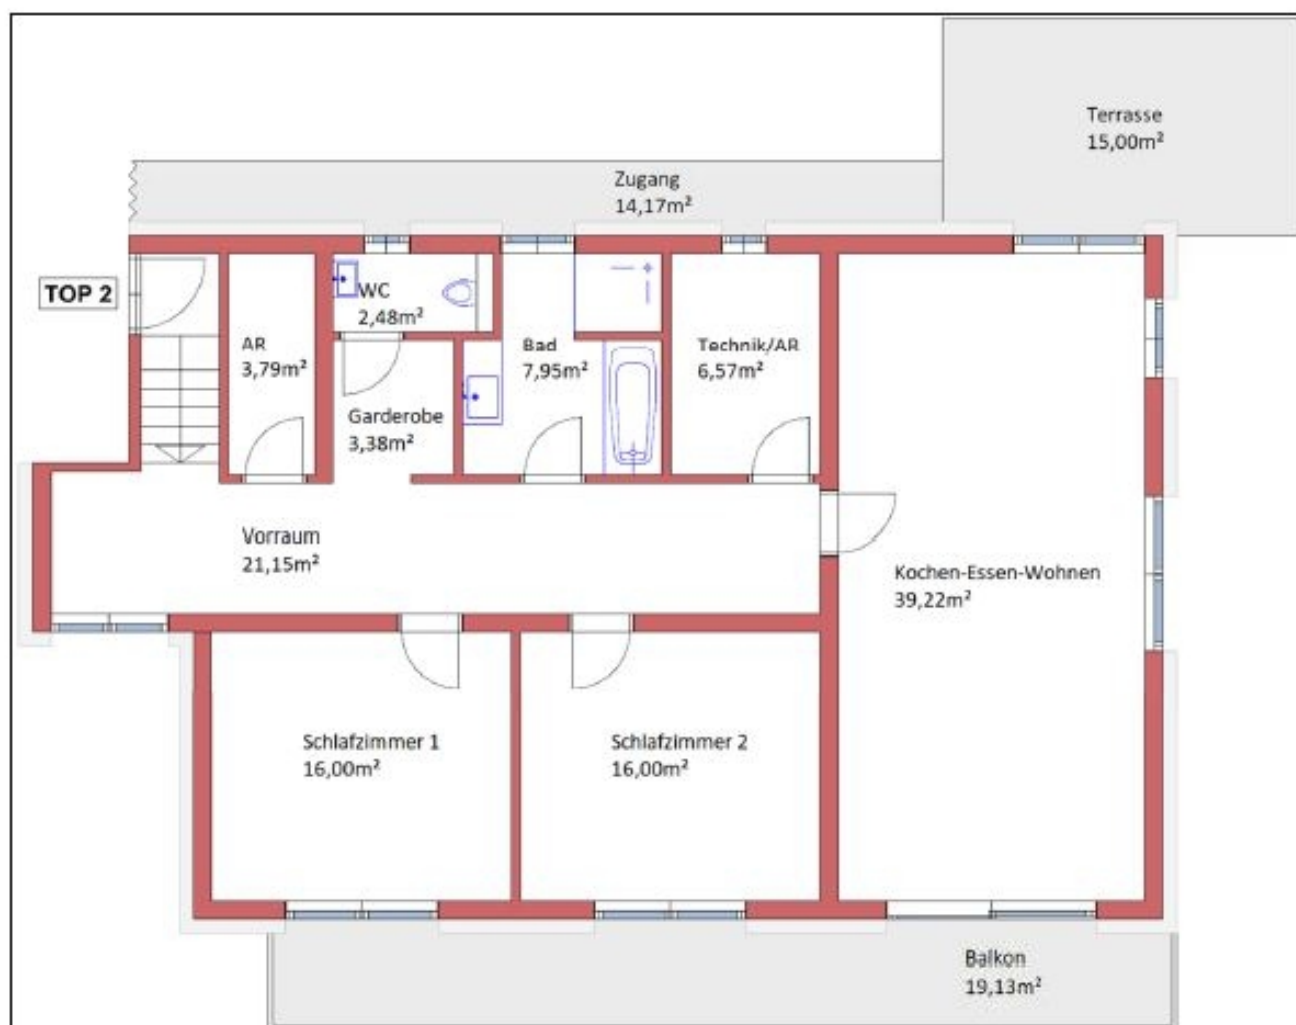 Terrasse
15,00m²
Zugang
14,17m²
TOP 2
WC
2,48m²
AR
3,79m²
Bad
7,95m²
Technik/AR
6,57m²
Garderobe
3,38m²
Vorraum
21,15m²
Kochen-Essen-Wohnen
39,22m²
Schlafzimmer 1
16,00m²
Schlafzimmer 2
16,00m²
Balkon
19,13m²